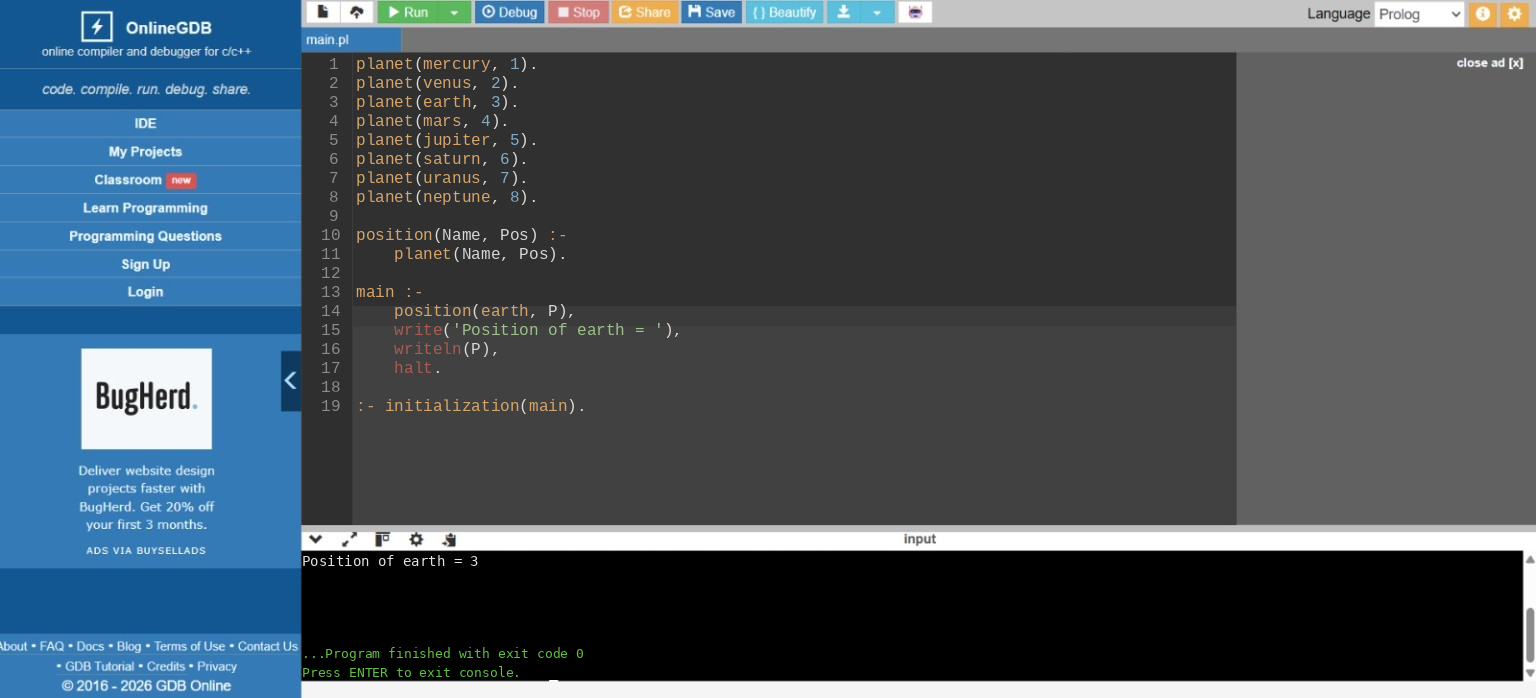 OnlineGDB
online compiler and debugger for c/c++
code. compile. run. debug. share.
IDE
My Projects
Classroom new
Learn Programming
Programming Questions
Sign Up
Login
BugHerd.
Deliver website design
projects faster with
BugHerd. Get 20% off
your first 3 months.
ADS VIA BUYSELLADS
About • FAQ • Docs • Blog • Terms of Use • Contact Us
• GDB Tutorial • Credits • Privacy
© 2016 - 2026 GDB Online
Run Debug Stop Share Save { } Beautify Language Prolog
main.pl
close ad [x]
1 planet(mercury, 1).
2 planet(venus, 2).
3 planet(earth, 3).
4 planet(mars, 4).
5 planet(jupiter, 5).
6 planet(saturn, 6).
7 planet(uranus, 7).
8 planet(neptune, 8).
9
10 position(Name, Pos) :-
11     planet(Name, Pos).
12
13 main :-
14     position(earth, P),
15     write('Position of earth = '),
16     writeln(P),
17     halt.
18
19 :- initialization(main).
input
Position of earth = 3
...Program finished with exit code 0
Press ENTER to exit console.